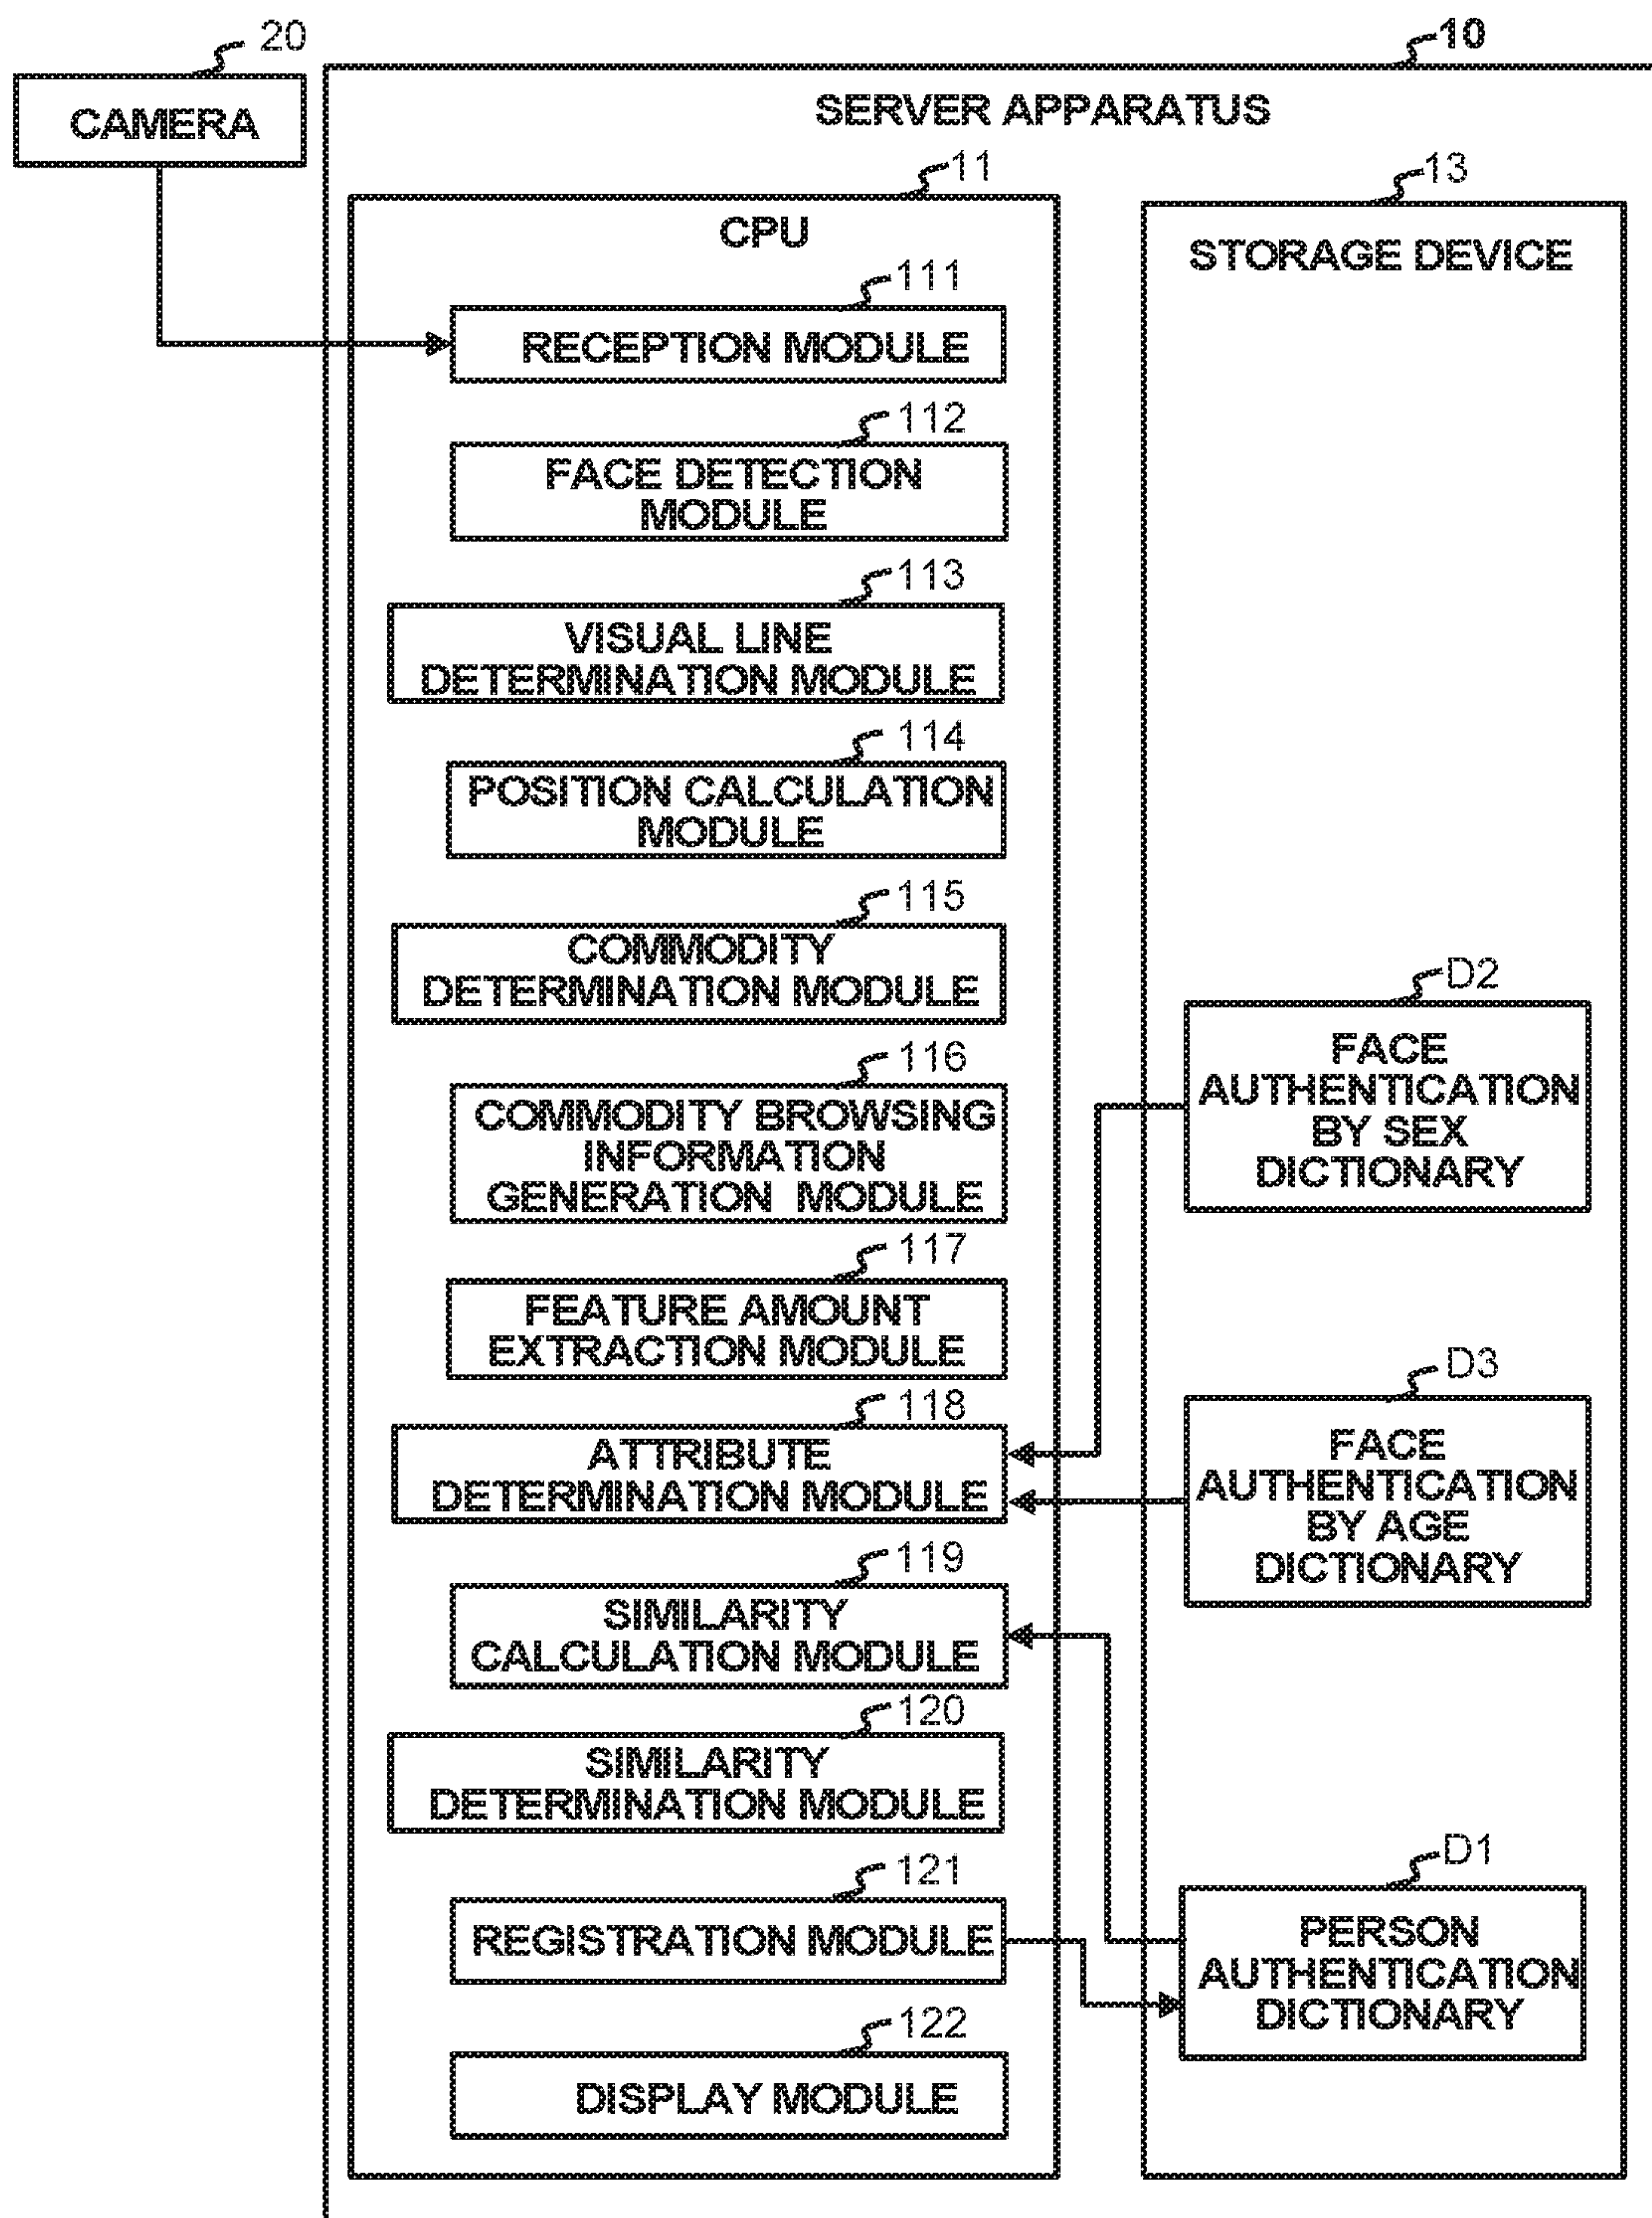 20
10
CAMERA
SERVER APPARATUS
11
13
CPU
STORAGE DEVICE
111
RECEPTION MODULE
112
FACE DETECTION
MODULE
113
VISUAL LINE
DETERMINATION MODULE
114
POSITION CALCULATION
MODULE
115
COMMODITY
DETERMINATION MODULE
116
COMMODITY BROWSING
INFORMATION
GENERATION MODULE
117
FEATURE AMOUNT
EXTRACTION MODULE
118
ATTRIBUTE
DETERMINATION MODULE
119
SIMILARITY
CALCULATION MODULE
120
SIMILARITY
DETERMINATION MODULE
121
REGISTRATION MODULE
122
DISPLAY MODULE
D2
FACE
AUTHENTICATION
BY SEX
DICTIONARY
D3
FACE
AUTHENTICATION
BY AGE
DICTIONARY
D1
PERSON
AUTHENTICATION
DICTIONARY